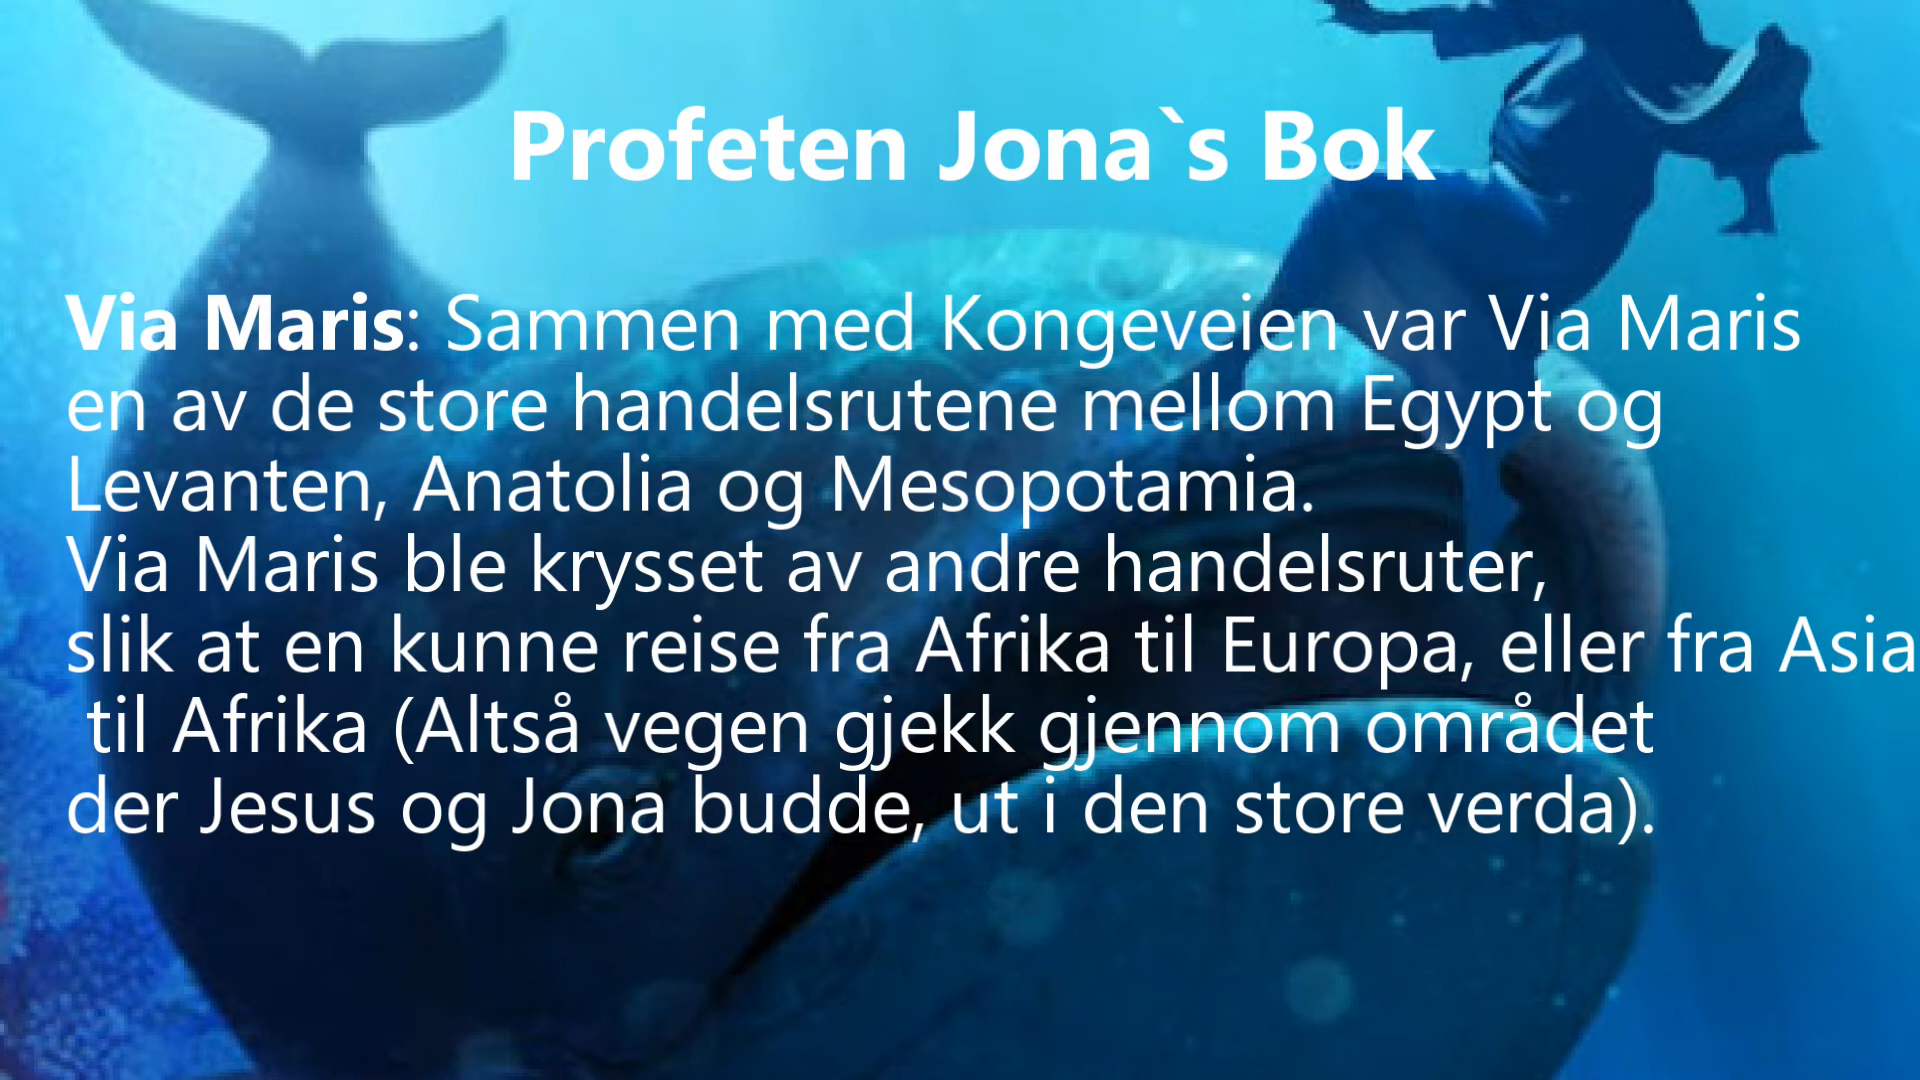 Profeten Jona`s Bok
Via Maris: Sammen med Kongeveien var Via Maris
en av de store handelsrutene mellom Egypt og
Levanten, Anatolia og Mesopotamia.
Via Maris ble krysset av andre handelsruter,
slik at en kunne reise fra Afrika til Europa, eller fra Asia
til Afrika (Altså vegen gjekk gjennom området
der Jesus og Jona budde, ut i den store verda).